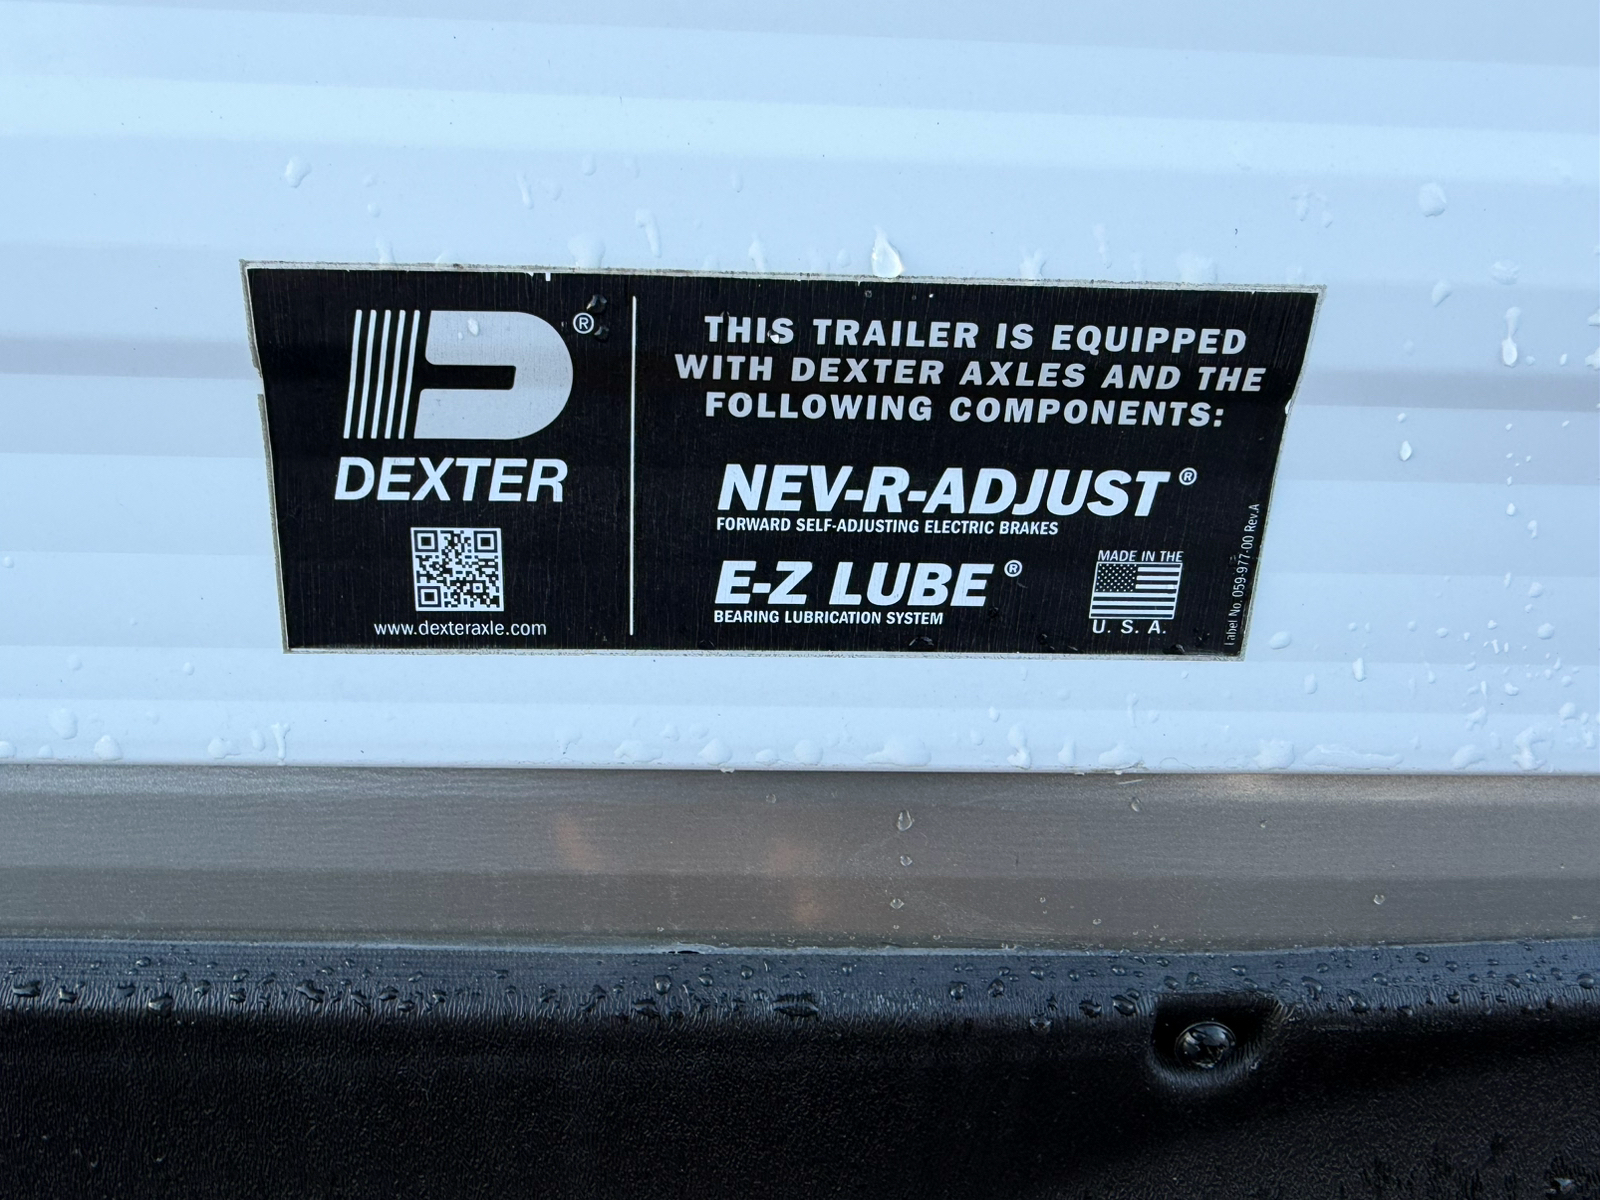 DEXTER
www.dexteraxle.com
THIS TRAILER IS EQUIPPED
WITH DEXTER AXLES AND THE
FOLLOWING COMPONENTS:
NEV-R-ADJUST®
FORWARD SELF-ADJUSTING ELECTRIC BRAKES
E-Z LUBE®
BEARING LUBRICATION SYSTEM
MADE IN THE
U. S. A.
Label No. 059-977-00 Rev.A